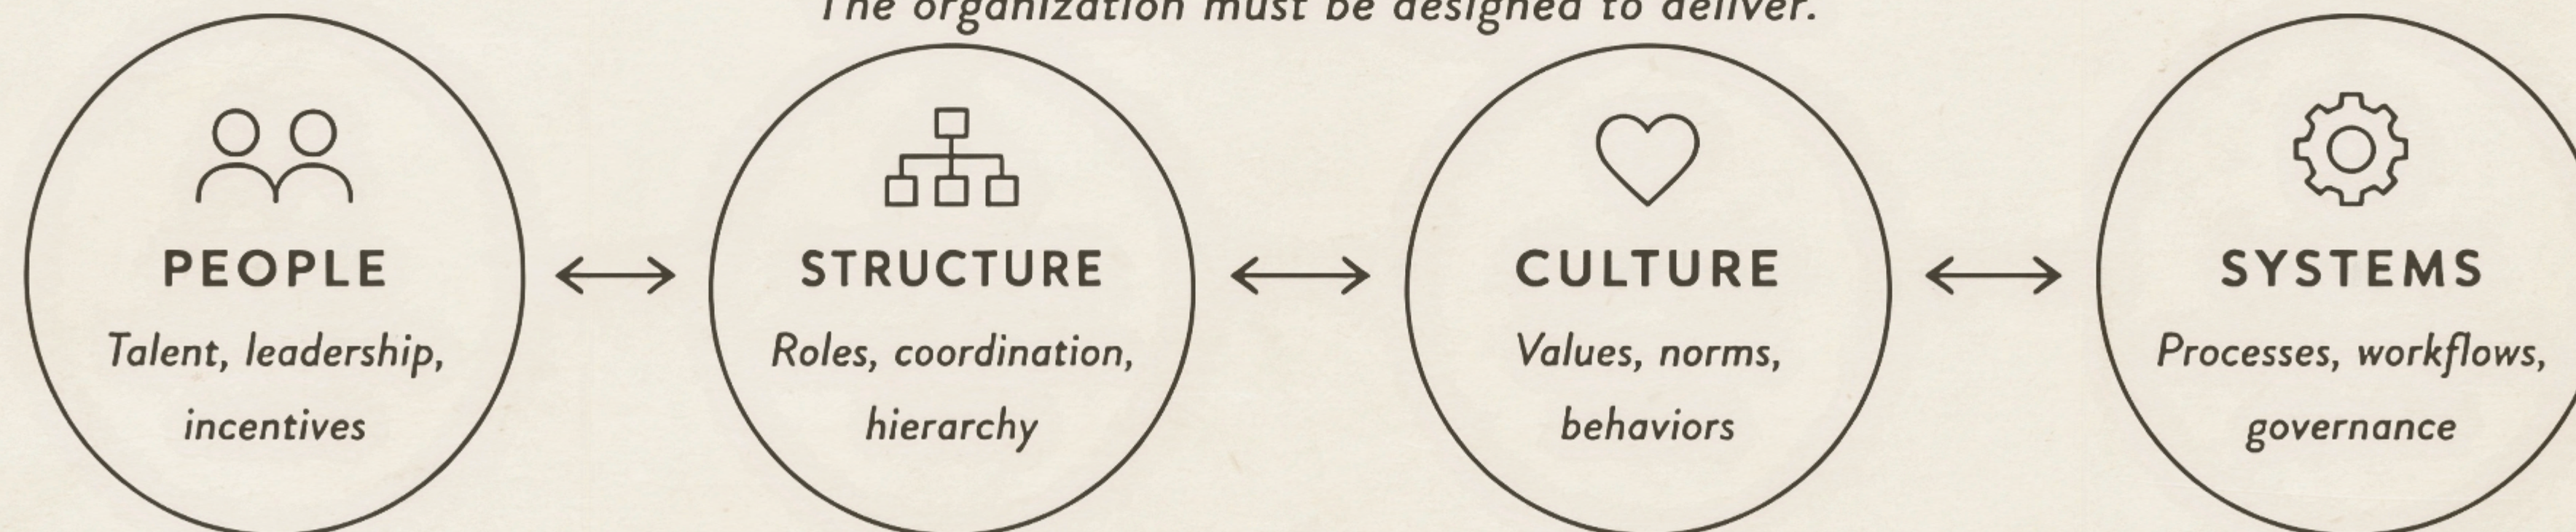 The organization must be designed to deliver.
PEOPLE
Talent, leadership,
incentives
STRUCTURE
Roles, coordination,
hierarchy
CULTURE
Values, norms,
behaviors
SYSTEMS
Processes, workflows,
governance